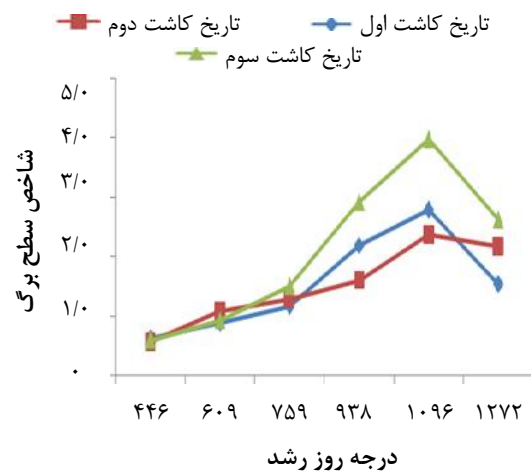 تاریخ کاشت اول تاریخ کاشت دوم
تاریخ کاشت سوم
شاخص سطح برگ
۵/۰
۴/۰
۳/۰
۲/۰
۱/۰
۰
۴۴۶ ۶۰۹ ۷۵۹ ۹۳۸ ۱۰۹۶ ۱۲۷۲
درجه روز رشد